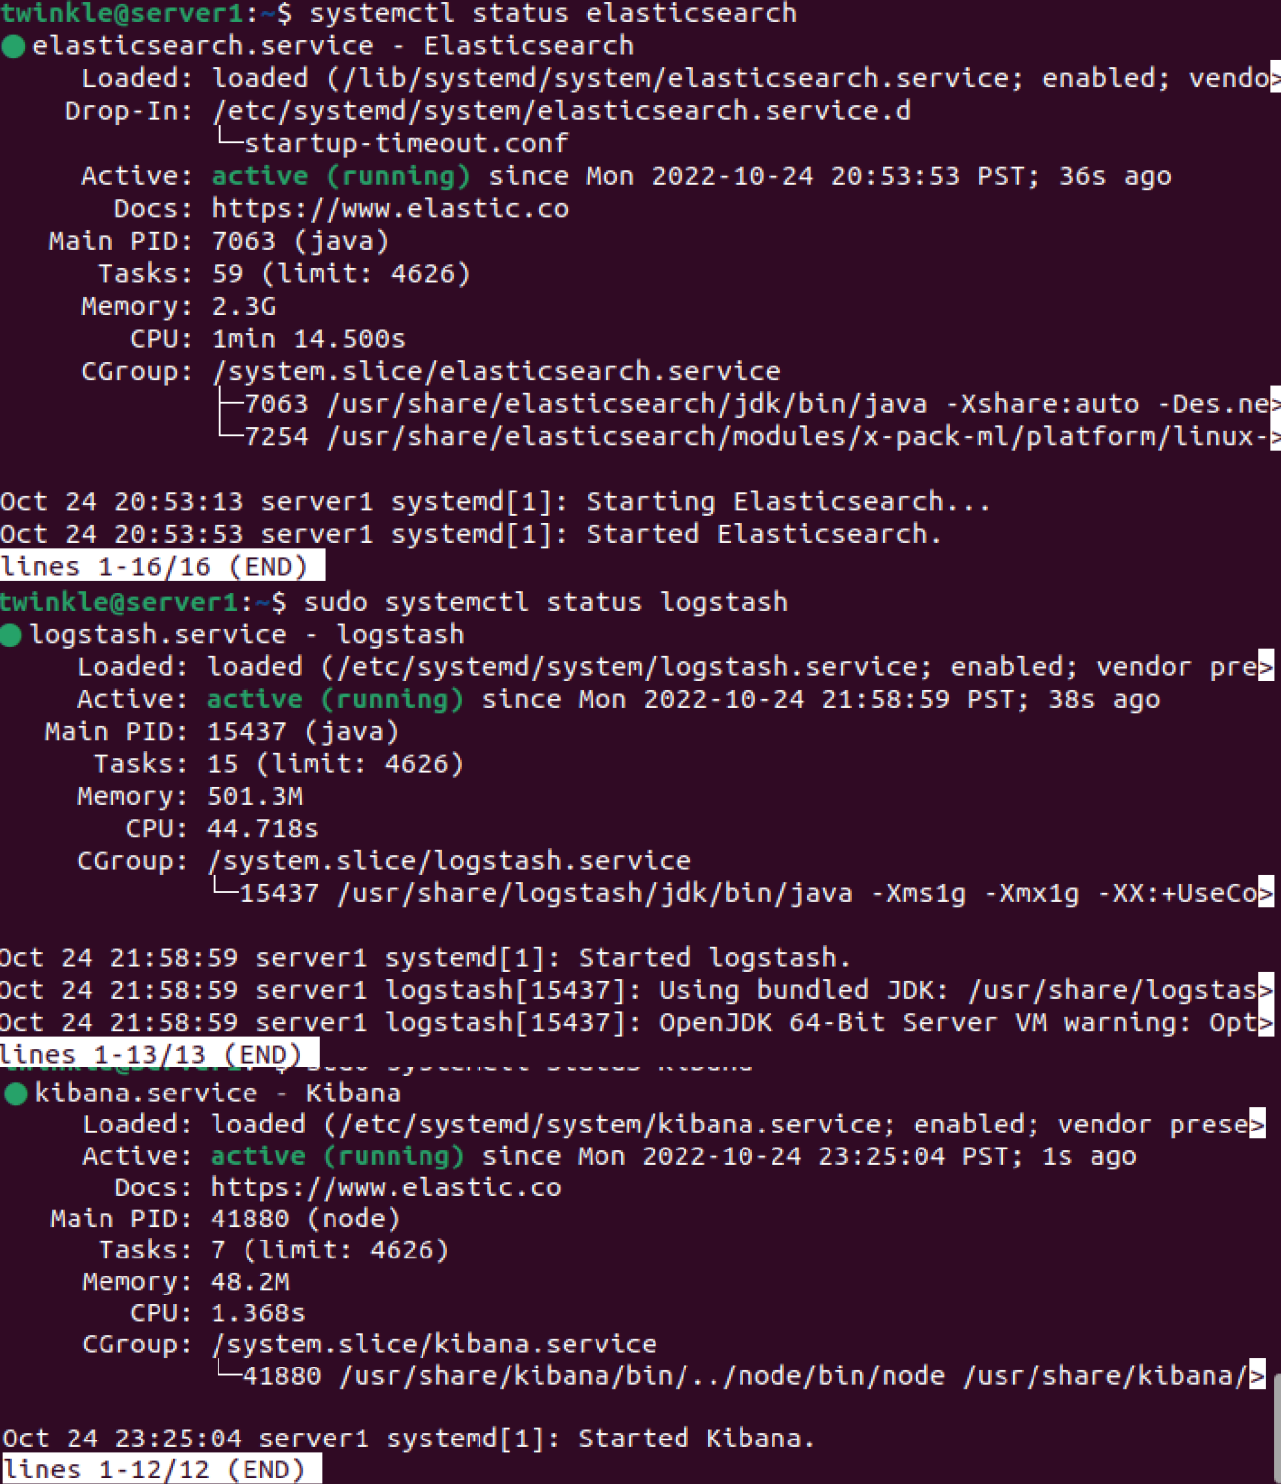 twinkle@server1:~$ systemctl status elasticsearch
● elasticsearch.service - Elasticsearch
     Loaded: loaded (/lib/systemd/system/elasticsearch.service; enabled; vendo>
    Drop-In: /etc/systemd/system/elasticsearch.service.d
             └─startup-timeout.conf
     Active: active (running) since Mon 2022-10-24 20:53:53 PST; 36s ago
       Docs: https://www.elastic.co
   Main PID: 7063 (java)
      Tasks: 59 (limit: 4626)
     Memory: 2.3G
        CPU: 1min 14.500s
     CGroup: /system.slice/elasticsearch.service
             ├─7063 /usr/share/elasticsearch/jdk/bin/java -Xshare:auto -Des.ne>
             └─7254 /usr/share/elasticsearch/modules/x-pack-ml/platform/linux->
Oct 24 20:53:13 server1 systemd[1]: Starting Elasticsearch...
Oct 24 20:53:53 server1 systemd[1]: Started Elasticsearch.
lines 1-16/16 (END)
twinkle@server1:~$ sudo systemctl status logstash
● logstash.service - logstash
     Loaded: loaded (/etc/systemd/system/logstash.service; enabled; vendor pre>
     Active: active (running) since Mon 2022-10-24 21:58:59 PST; 38s ago
   Main PID: 15437 (java)
      Tasks: 15 (limit: 4626)
     Memory: 501.3M
        CPU: 44.718s
     CGroup: /system.slice/logstash.service
             └─15437 /usr/share/logstash/jdk/bin/java -Xms1g -Xmx1g -XX:+UseCo>
Oct 24 21:58:59 server1 systemd[1]: Started logstash.
Oct 24 21:58:59 server1 logstash[15437]: Using bundled JDK: /usr/share/logstas>
Oct 24 21:58:59 server1 logstash[15437]: OpenJDK 64-Bit Server VM warning: Opt>
lines 1-13/13 (END)
twinkle@server1:~$ sudo systemctl status kibana
● kibana.service - Kibana
     Loaded: loaded (/etc/systemd/system/kibana.service; enabled; vendor prese>
     Active: active (running) since Mon 2022-10-24 23:25:04 PST; 1s ago
       Docs: https://www.elastic.co
   Main PID: 41880 (node)
      Tasks: 7 (limit: 4626)
     Memory: 48.2M
        CPU: 1.368s
     CGroup: /system.slice/kibana.service
             └─41880 /usr/share/kibana/bin/../node/bin/node /usr/share/kibana/>
Oct 24 23:25:04 server1 systemd[1]: Started Kibana.
lines 1-12/12 (END)